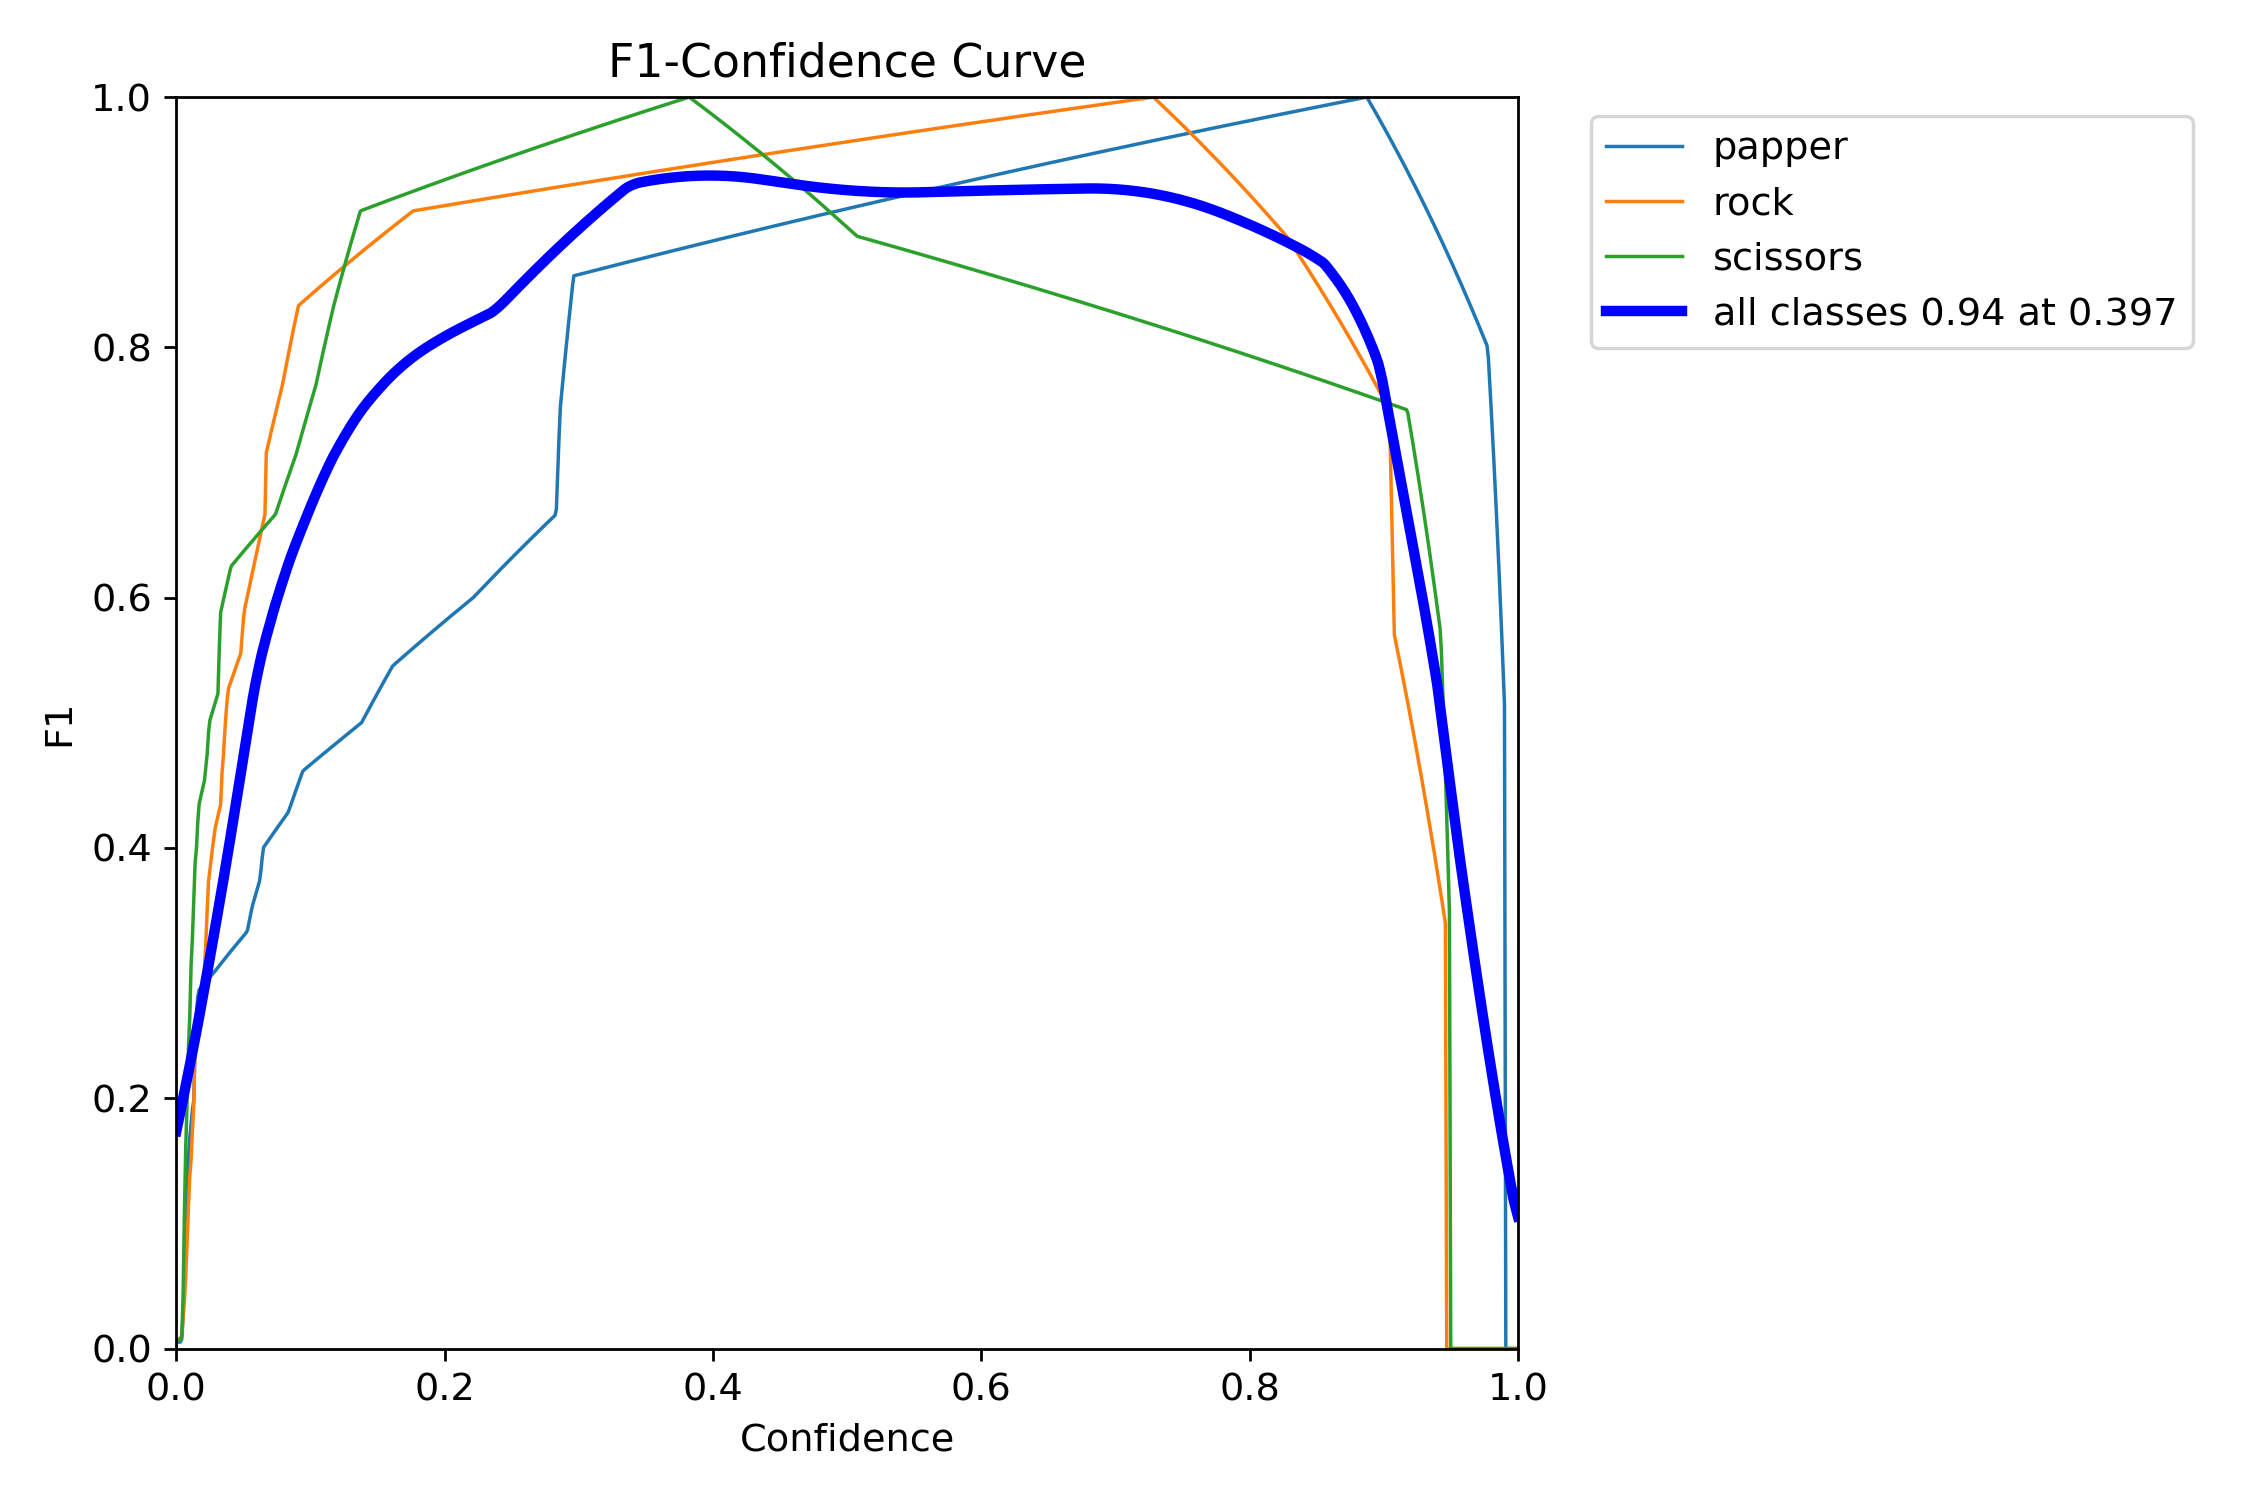 F1-Confidence Curve
1.0
0.8
0.6
0.4
0.2
0.0
F1
0.0 0.2 0.4 0.6 0.8 1.0
Confidence
papper
rock
scissors
all classes 0.94 at 0.397